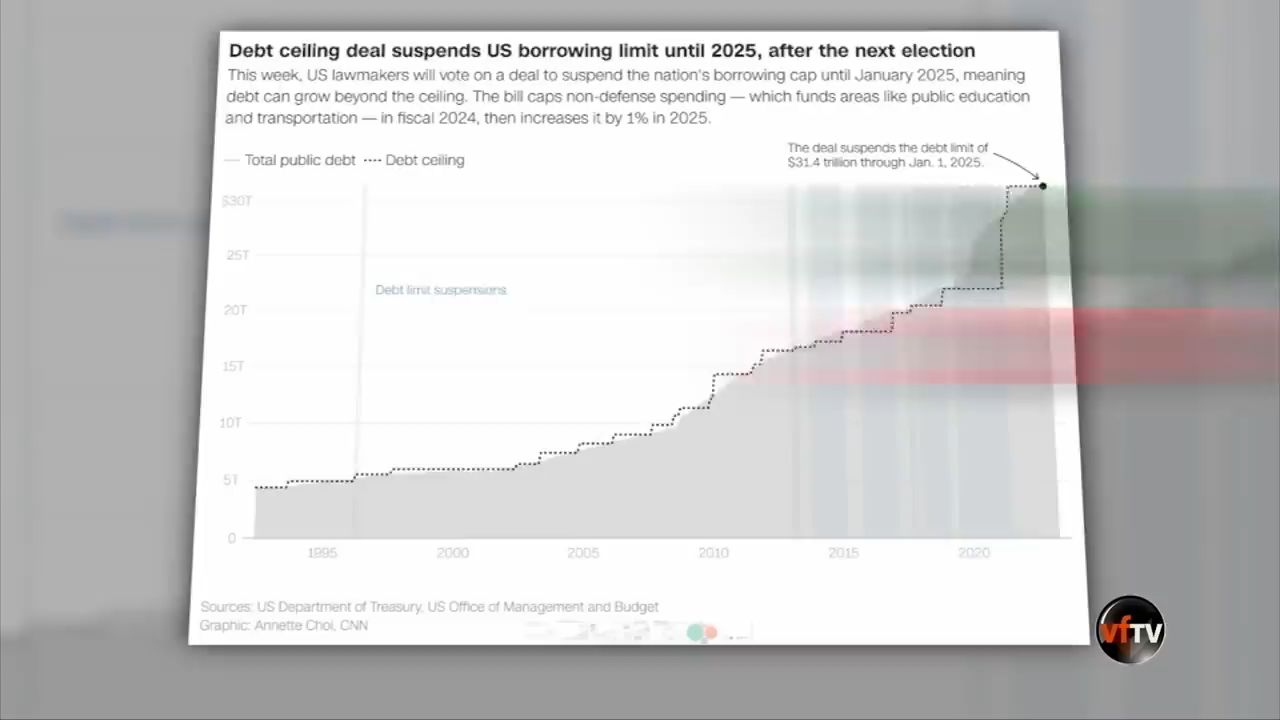 Debt ceiling deal suspends US borrowing limit until 2025, after the next election
This week, US lawmakers will vote on a deal to suspend the nation's borrowing cap until January 2025, meaning
debt can grow beyond the ceiling. The bill caps non-defense spending — which funds areas like public education
and transportation — in fiscal 2024, then increases it by 1% in 2025.
Total public debt Debt ceiling
The deal suspends the debt limit of
$31.4 trillion through Jan. 1, 2025.
$30T
25T
Debt limit suspensions
20T
15T
10T
5T
0
1995 2000 2005 2010 2015 2020
Sources: US Department of Treasury, US Office of Management and Budget
Graphic: Annette Choi, CNN
vfTV